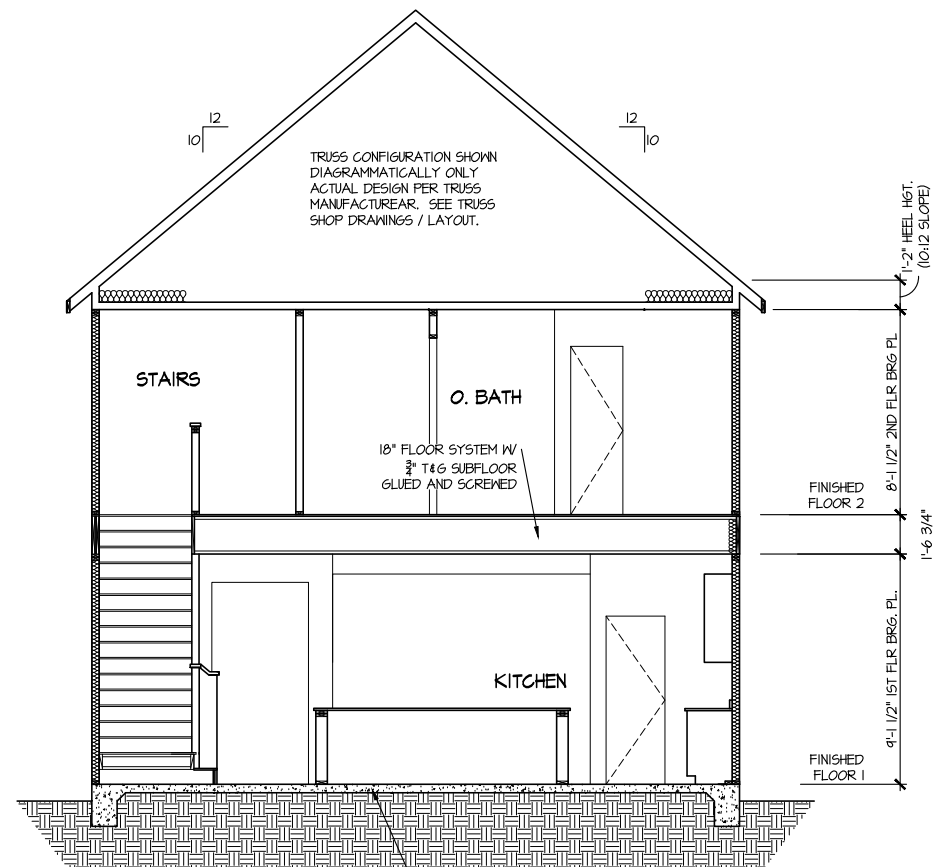 12
10
12
10
TRUSS CONFIGURATION SHOWN
DIAGRAMMATICALLY ONLY
ACTUAL DESIGN PER TRUSS
MANUFACTUREAR. SEE TRUSS
SHOP DRAWINGS / LAYOUT.
1'-2" HEEL HGT.
(10:12 SLOPE)
STAIRS
O. BATH
8'-1 1/2" 2ND FLR BRG PL
18" FLOOR SYSTEM W/
3/4" T&G SUBFLOOR
GLUED AND SCREWED
FINISHED
FLOOR 2
1'-6 3/4"
KITCHEN
9'-1 1/2" 1ST FLR BRG. PL.
FINISHED
FLOOR 1